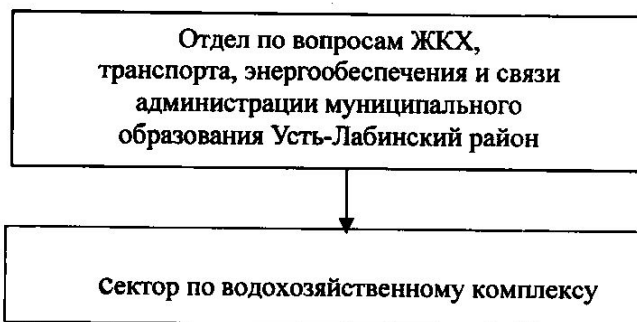 Отдел по вопросам ЖКХ,
транспорта, энергообеспечения и связи
администрации муниципального
образования Усть-Лабинский район
Сектор по водохозяйственному комплексу